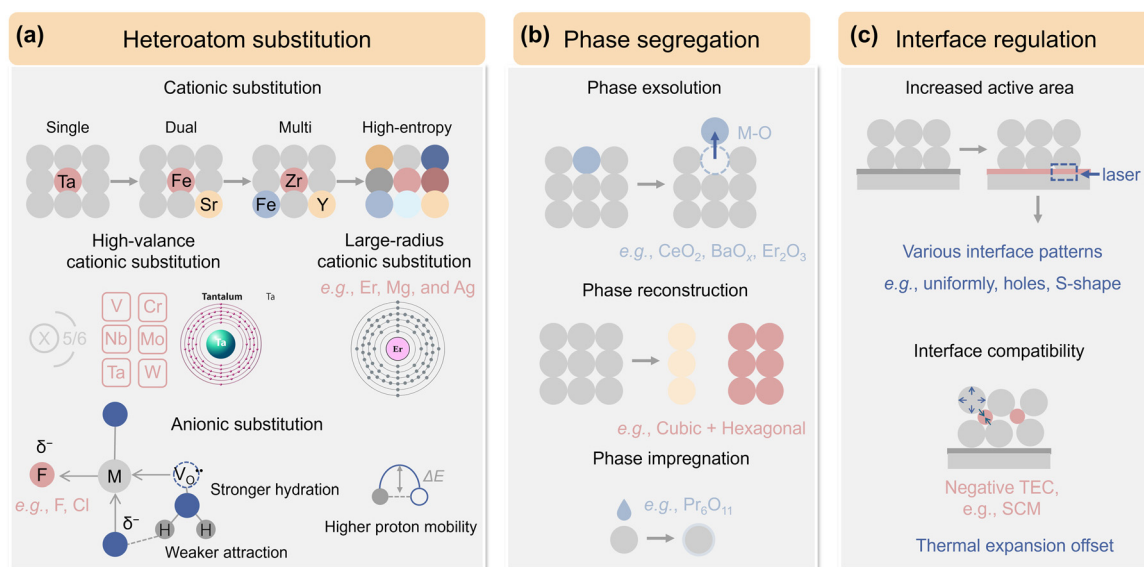 (a) Heteroatom substitution
Cationic substitution
Single Dual Multi High-entropy
Ta Fe Sr Zr Fe Y
High-valance
cationic substitution
X 5/6
V Cr
Nb Mo
Ta W
Tantalum Ta
Ta
Large-radius
cationic substitution
e.g., Er, Mg, and Ag
Er
Anionic substitution
δ⁻
F
M
V_O¨
e.g., F, Cl
Stronger hydration
δ⁻
H H
Weaker attraction
ΔE
Higher proton mobility
(b) Phase segregation
Phase exsolution
M-O
e.g., CeO₂, BaOₓ, Er₂O₃
Phase reconstruction
e.g., Cubic + Hexagonal
Phase impregnation
e.g., Pr₆O₁₁
(c) Interface regulation
Increased active area
laser
Various interface patterns
e.g., uniformly, holes, S-shape
Interface compatibility
Negative TEC,
e.g., SCM
Thermal expansion offset